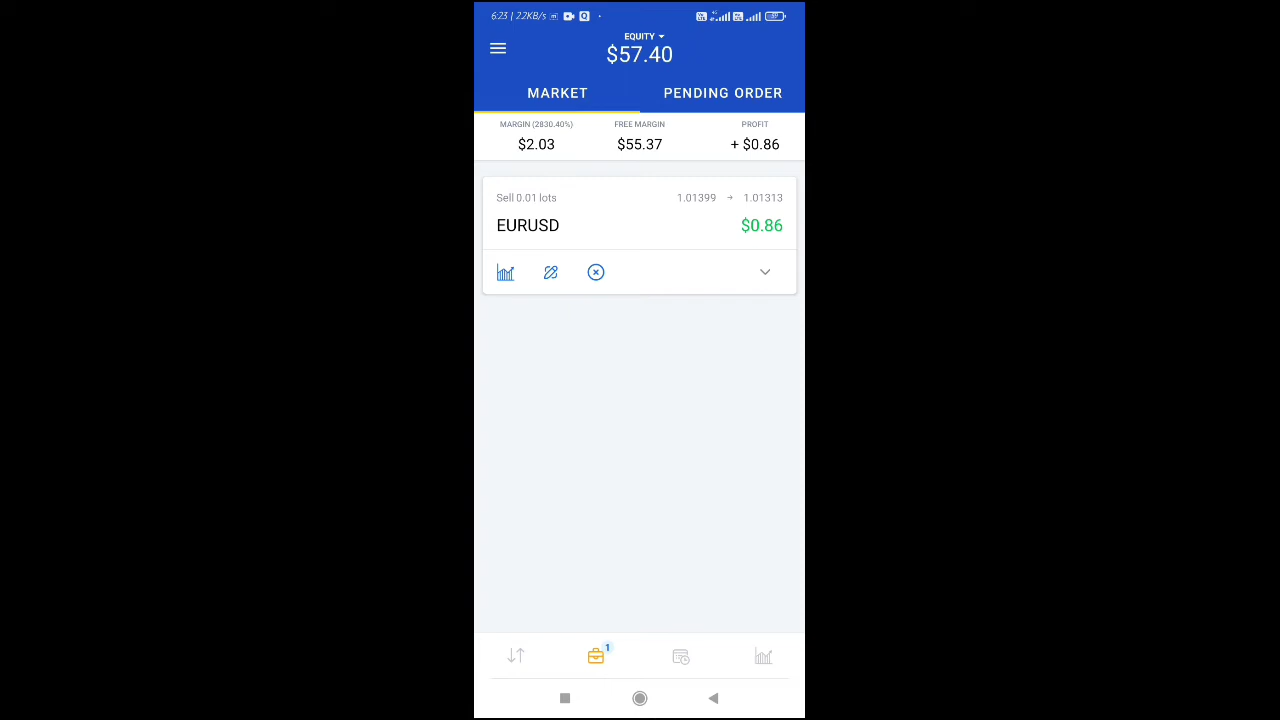 6:23 | 22KB/s
EQUITY
$57.40
MARKET PENDING ORDER
MARGIN (2830.40%) FREE MARGIN PROFIT
$2.03 $55.37 + $0.86
Sell 0.01 lots 1.01399 → 1.01313
EURUSD $0.86
1